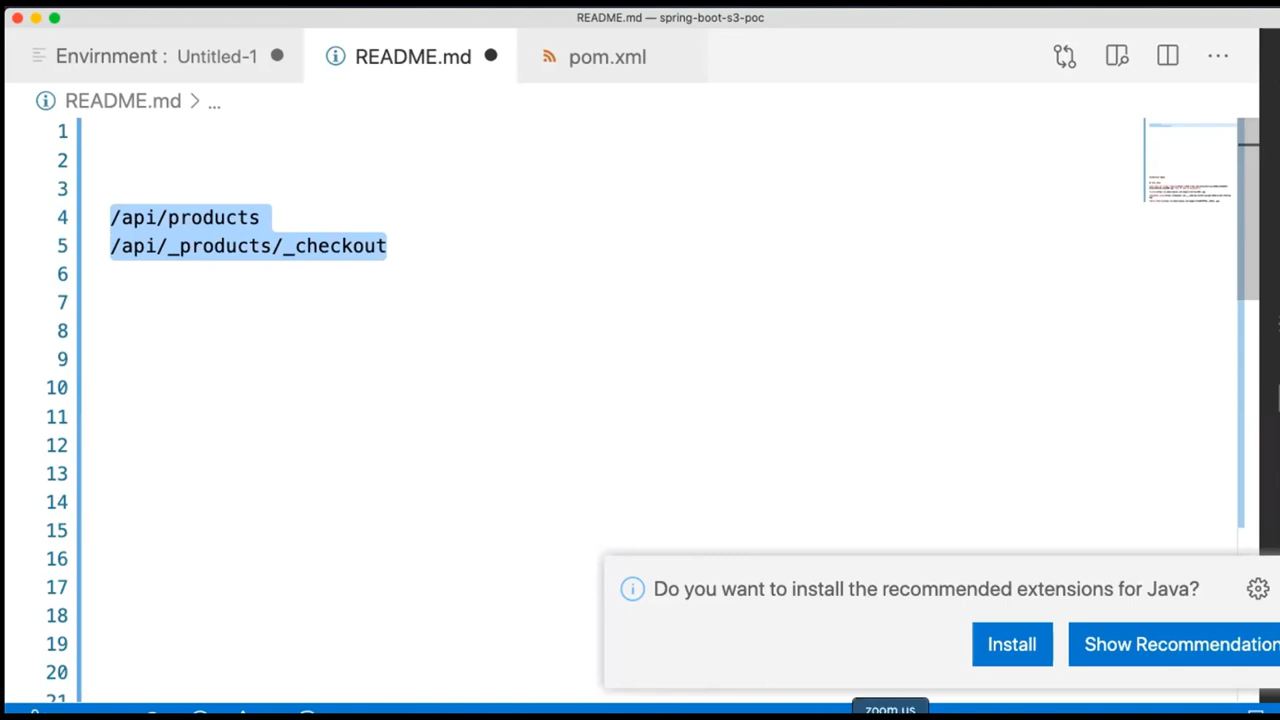 README.md — spring-boot-s3-poc
Envirnment : Untitled-1
README.md
pom.xml
README.md > ...
1
2
3
4 /api/products
5 /api/_products/_checkout
6
7
8
9
10
11
12
13
14
15
16
17
18
19
20
21
Do you want to install the recommended extensions for Java?
Install
Show Recommendation
zoom.us